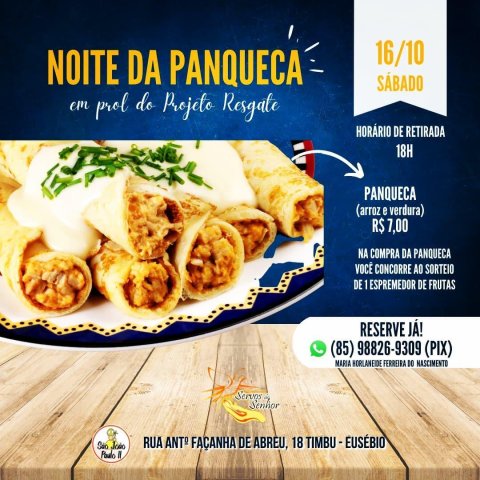 NOITE DA PANQUECA
em prol do Projeto Resgate
16/10
SÁBADO
HORÁRIO DE RETIRADA
18H
PANQUECA
(arroz e verdura)
R$ 7,00
NA COMPRA DA PANQUECA
VOCÊ CONCORRE AO SORTEIO
DE 1 ESPREMEDOR DE FRUTAS
RESERVE JÁ!
(85) 98826-9309 (PIX)
MARIA HORLANEIDE FERREIRA DO NASCIMENTO
Servos do
Senhor
São João
Paulo II
RUA ANTº FAÇANHA DE ABREU, 18 TIMBU - EUSÉBIO